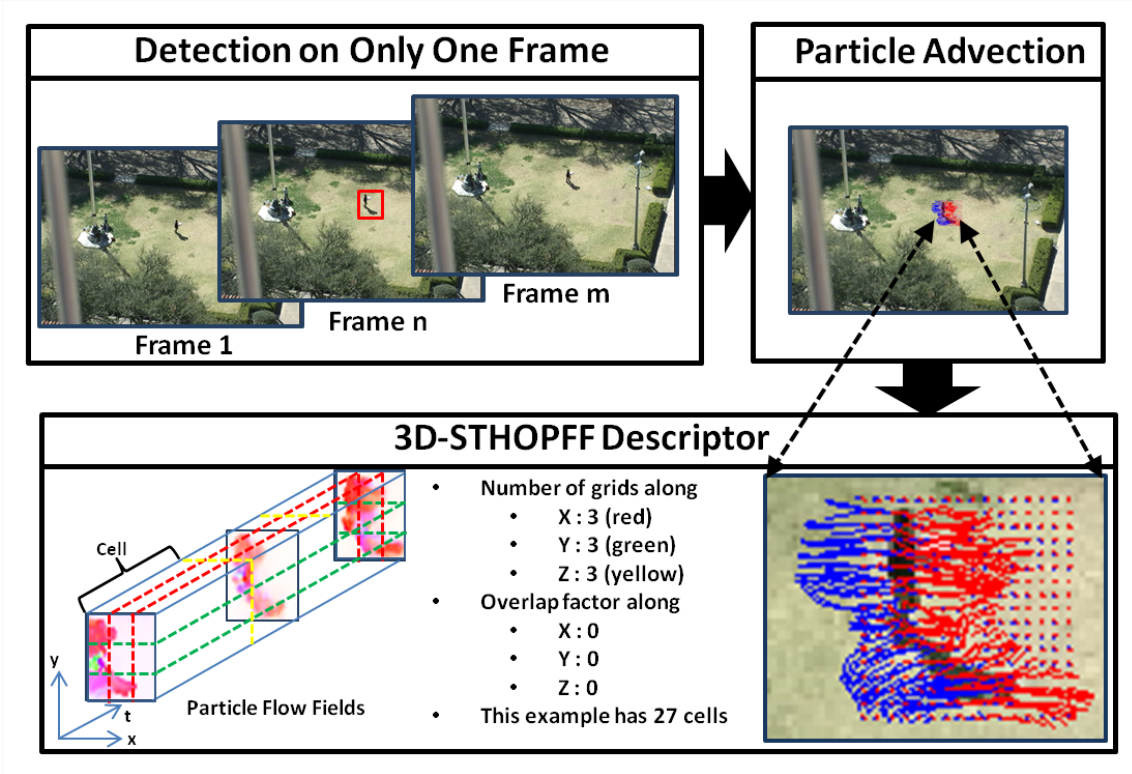 Detection on Only One Frame
Particle Advection
Frame 1
Frame n
Frame m
3D-STHOPFF Descriptor
Cell
y
t
x
Particle Flow Fields
• Number of grids along
• X : 3 (red)
• Y : 3 (green)
• Z : 3 (yellow)
• Overlap factor along
• X : 0
• Y : 0
• Z : 0
• This example has 27 cells